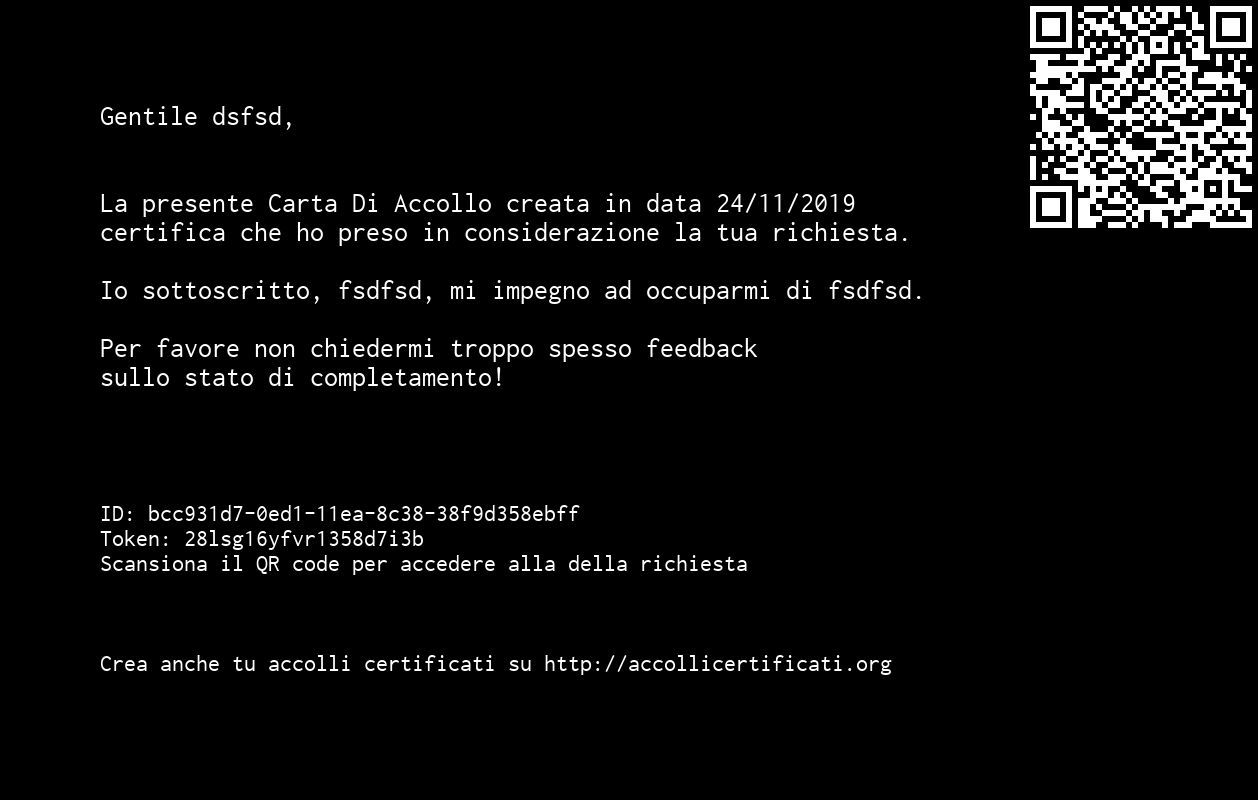 Gentile dsfsd,
La presente Carta Di Accollo creata in data 24/11/2019
certifica che ho preso in considerazione la tua richiesta.
Io sottoscritto, fsdfsd, mi impegno ad occuparmi di fsdfsd.
Per favore non chiedermi troppo spesso feedback
sullo stato di completamento!
ID: bcc931d7-0ed1-11ea-8c38-38f9d358ebff
Token: 28lsg16yfvr1358d7i3b
Scansiona il QR code per accedere alla della richiesta
Crea anche tu accolli certificati su http://accollicertificati.org